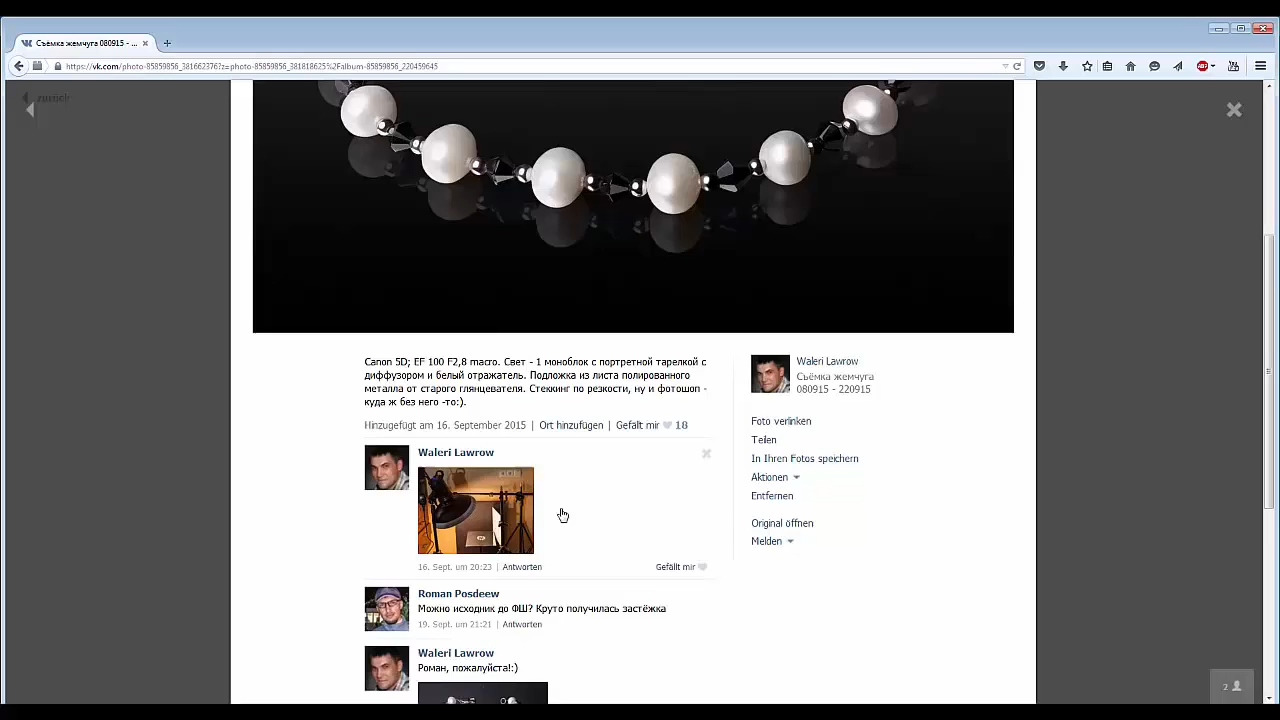 Съёмка жемчуга 080915 - ...
https://vk.com/photo-85859856_381662376?z=photo-85859856_381818625%2Falbum-85859856_220459645
zurück
Canon 5D; EF 100 F2,8 macro. Свет - 1 моноблок с портретной тарелкой с
диффузором и белый отражатель. Подложка из листа полированного
металла от старого глянцевателя. Стеккинг по резкости, ну и фотошоп -
куда ж без него -то:).
Hinzugefügt am 16. September 2015 | Ort hinzufügen | Gefällt mir 18
Waleri Lawrow
16. Sept. um 20:23 | Antworten
Gefällt mir
Roman Posdeew
Можно исходник до ФШ? Круто получилась застёжка
19. Sept. um 21:21 | Antworten
Waleri Lawrow
Роман, пожалуйста!:)
Waleri Lawrow
Съёмка жемчуга
080915 - 220915
Foto verlinken
Teilen
In Ihren Fotos speichern
Aktionen
Entfernen
Original öffnen
Melden
2
ABP